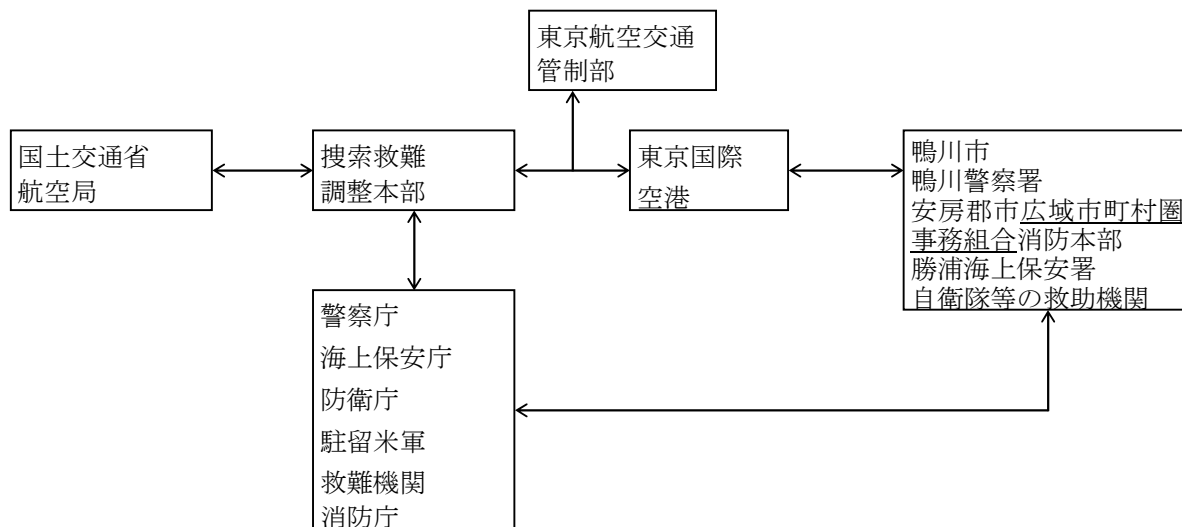 東京航空交通
管制部
国土交通省
航空局
捜索救難
調整本部
東京国際
空港
鴨川市
鴨川警察署
安房郡市広域市町村圏
事務組合消防本部
勝浦海上保安署
自衛隊等の救助機関
警察庁
海上保安庁
防衛庁
駐留米軍
救難機関
消防庁